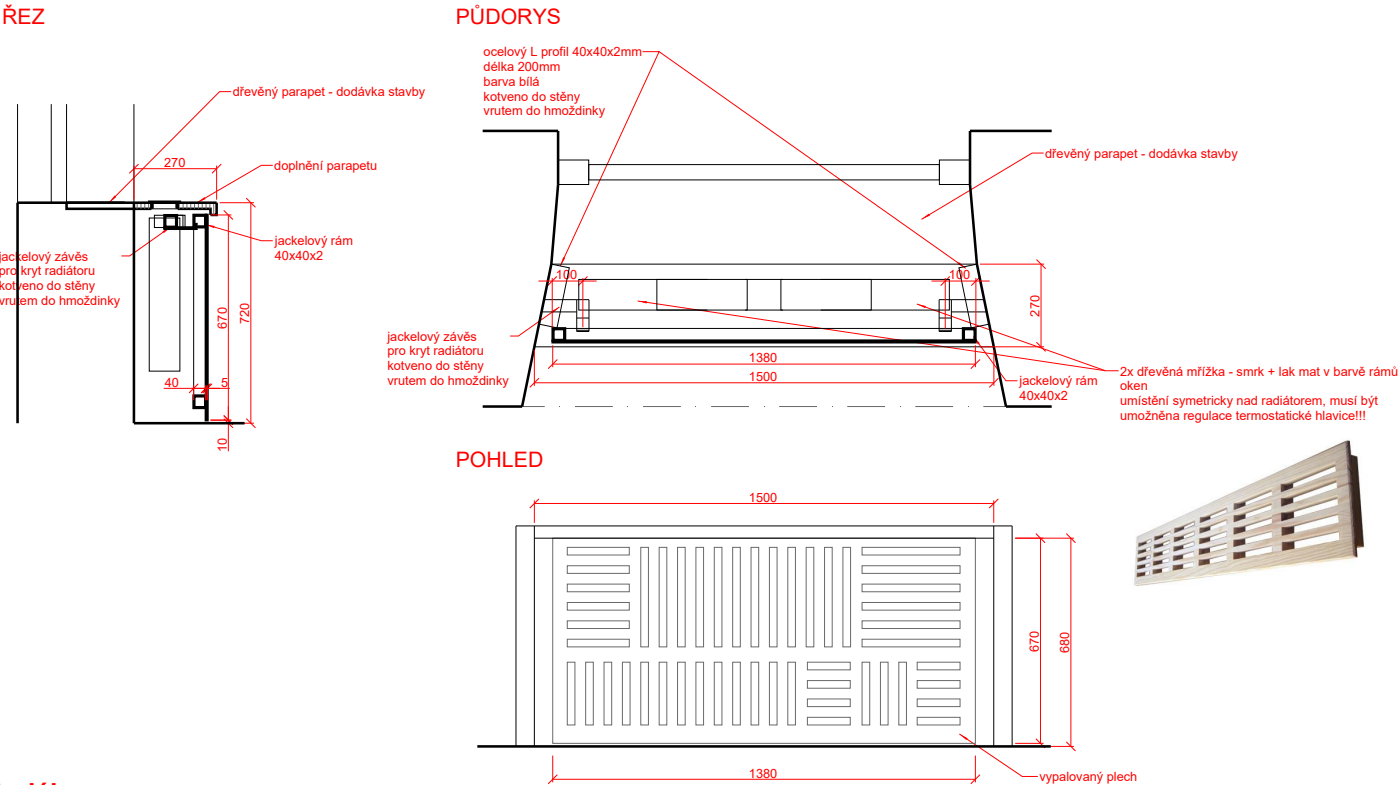 ŘEZ
dřevěný parapet - dodávka stavby
270
doplnění parapetu
jackelový rám
40x40x2
jackelový závěs
pro kryt radiátoru
kotveno do stěny
vrutem do hmoždinky
670
720
40
5
10
PŮDORYS
ocelový L profil 40x40x2mm
délka 200mm
barva bílá
kotveno do stěny
vrutem do hmoždinky
dřevěný parapet - dodávka stavby
100
100
270
jackelový závěs
pro kryt radiátoru
kotveno do stěny
vrutem do hmoždinky
1380
1500
jackelový rám
40x40x2
2x dřevěná mřížka - smrk + lak mat v barvě rámů
oken
umístění symetricky nad radiátorem, musí být
umožněna regulace termostatické hlavice!!!
POHLED
1500
670
680
1380
vypalovaný plech